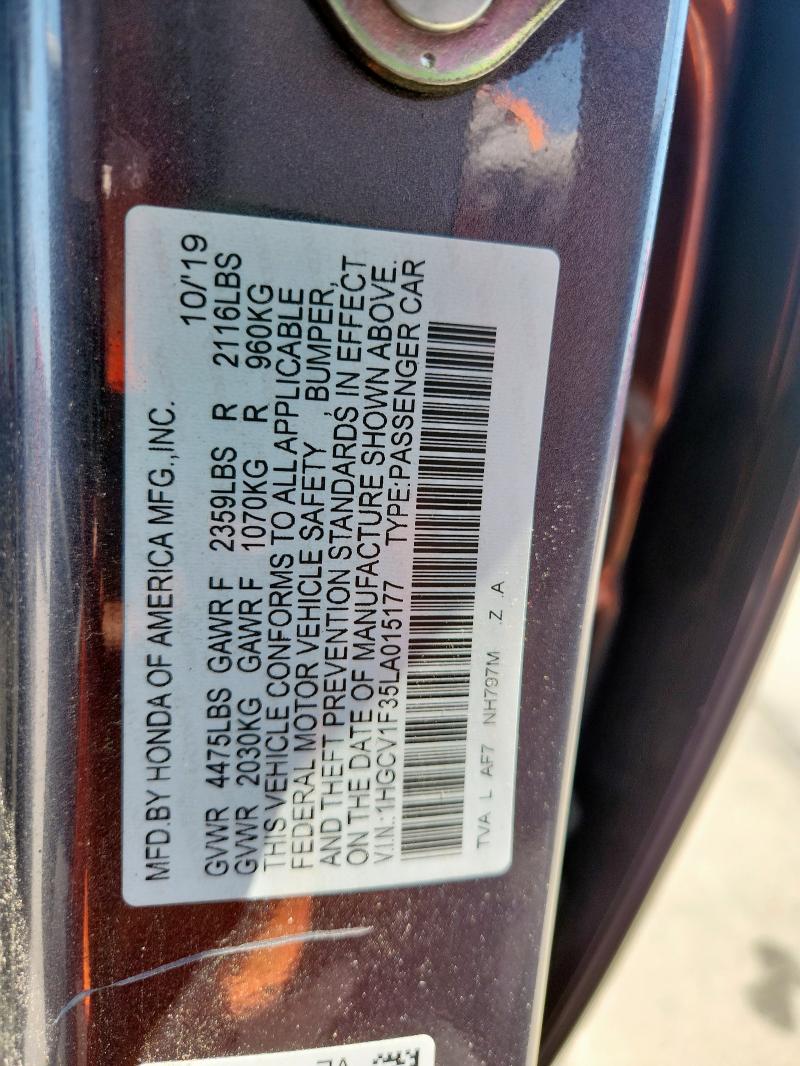 MFD.BY HONDA OF AMERICA MFG.,INC. 10/'19
GVWR 4475LBS GAWR F 2359LBS R 2116LBS
GVWR 2030KG GAWR F 1070KG R 960KG
THIS VEHICLE CONFORMS TO ALL APPLICABLE
FEDERAL MOTOR VEHICLE SAFETY , BUMPER,
AND THEFT PREVENTION STANDARDS IN EFFECT
ON THE DATE OF MANUFACTURE SHOWN ABOVE.
V.I.N.:1HGCV1F35LA015177 TYPE:PASSENGER CAR
TVA L AF7 NH797M .Z .A